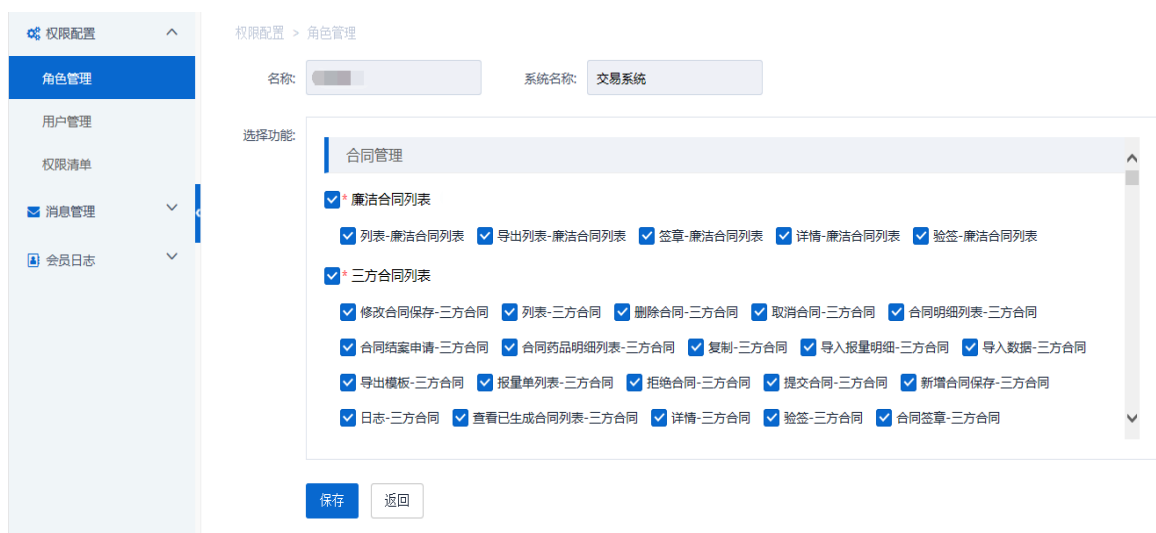 权限配置
角色管理
用户管理
权限清单
消息管理
会员日志
权限配置 > 角色管理
名称:
系统名称: 交易系统
选择功能:
合同管理
* 廉洁合同列表
列表-廉洁合同列表 导出列表-廉洁合同列表 签章-廉洁合同列表 详情-廉洁合同列表 验签-廉洁合同列表
* 三方合同列表
修改合同保存-三方合同 列表-三方合同 删除合同-三方合同 取消合同-三方合同 合同明细列表-三方合同
合同结案申请-三方合同 合同药品明细列表-三方合同 复制-三方合同 导入报量明细-三方合同 导入数据-三方合同
导出模板-三方合同 报量单列表-三方合同 拒绝合同-三方合同 提交合同-三方合同 新增合同保存-三方合同
日志-三方合同 查看已生成合同列表-三方合同 详情-三方合同 验签-三方合同 合同签章-三方合同
保存 返回